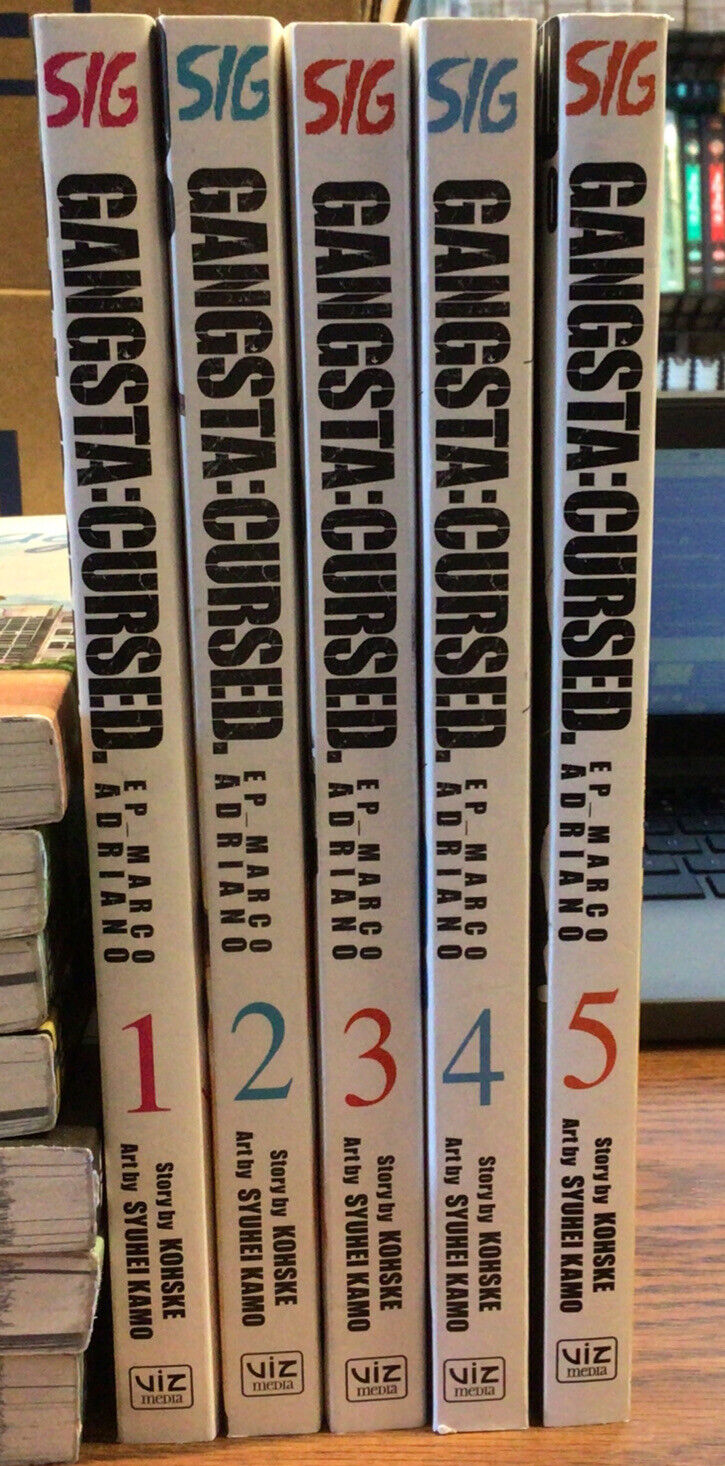 SIG
GANGSTA:CURSED.
EP_MARCO
ADRIANO
1
Story by KOHSKE
Art by SYUHEI KAMO
VIZ
media
SIG
GANGSTA:CURSED.
EP_MARCO
ADRIANO
2
Story by KOHSKE
Art by SYUHEI KAMO
VIZ
media
SIG
GANGSTA:CURSED.
EP_MARCO
ADRIANO
3
Story by KOHSKE
Art by SYUHEI KAMO
VIZ
media
SIG
GANGSTA:CURSED.
EP_MARCO
ADRIANO
4
Story by KOHSKE
Art by SYUHEI KAMO
VIZ
media
SIG
GANGSTA:CURSED.
EP_MARCO
ADRIANO
5
Story by KOHSKE
Art by SYUHEI KAMO
VIZ
media